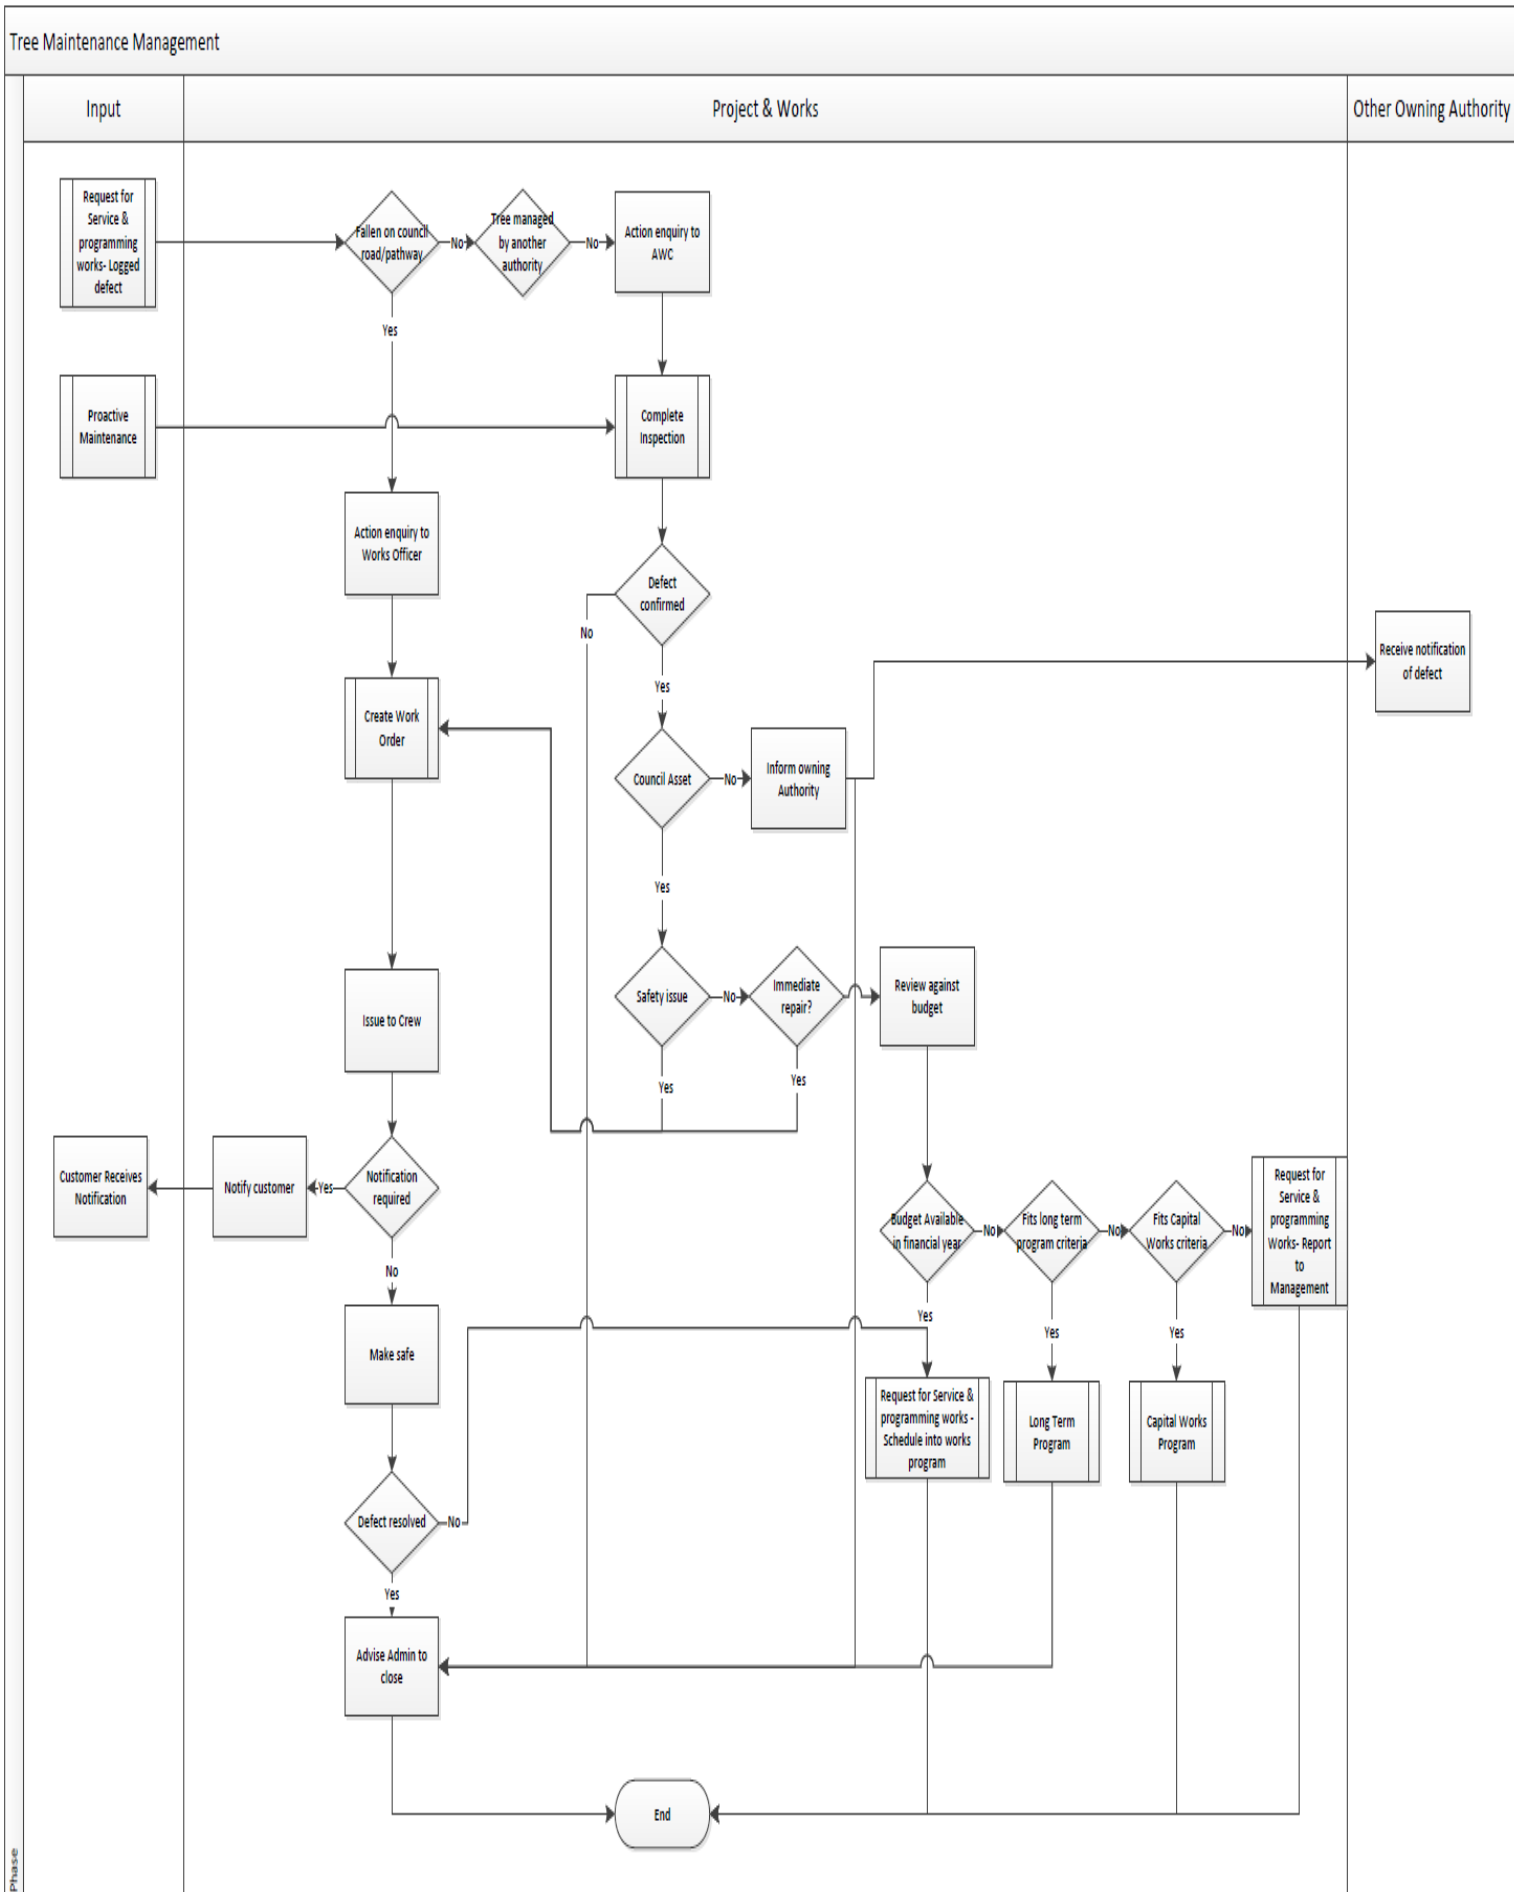 Tree Maintenance Management
Input
Project & Works
Other Owning Authority
Request for
Service &
programming
works- Logged
defect
Fallen on council
road/pathway
No
Tree managed
by another
authority
No
Action enquiry to
AWC
Yes
Proactive
Maintenance
Complete
Inspection
Action enquiry to
Works Officer
Defect
confirmed
No
Yes
Receive notification
of defect
Create Work
Order
Council Asset
No
Inform owning
Authority
Yes
Safety issue
No
Immediate
repair?
Review against
budget
Issue to Crew
Yes
Yes
Customer Receives
Notification
Notify customer
Yes
Notification
required
No
Budget Available
in financial year
No
Fits long term
program criteria
No
Fits Capital
Works criteria
No
Request for
Service &
programming
Works- Report
to
Management
Yes
Yes
Yes
Make safe
Request for Service &
programming works -
Schedule into works
program
Long Term
Program
Capital Works
Program
Defect resolved
No
Yes
Advise Admin to
close
End
Phase